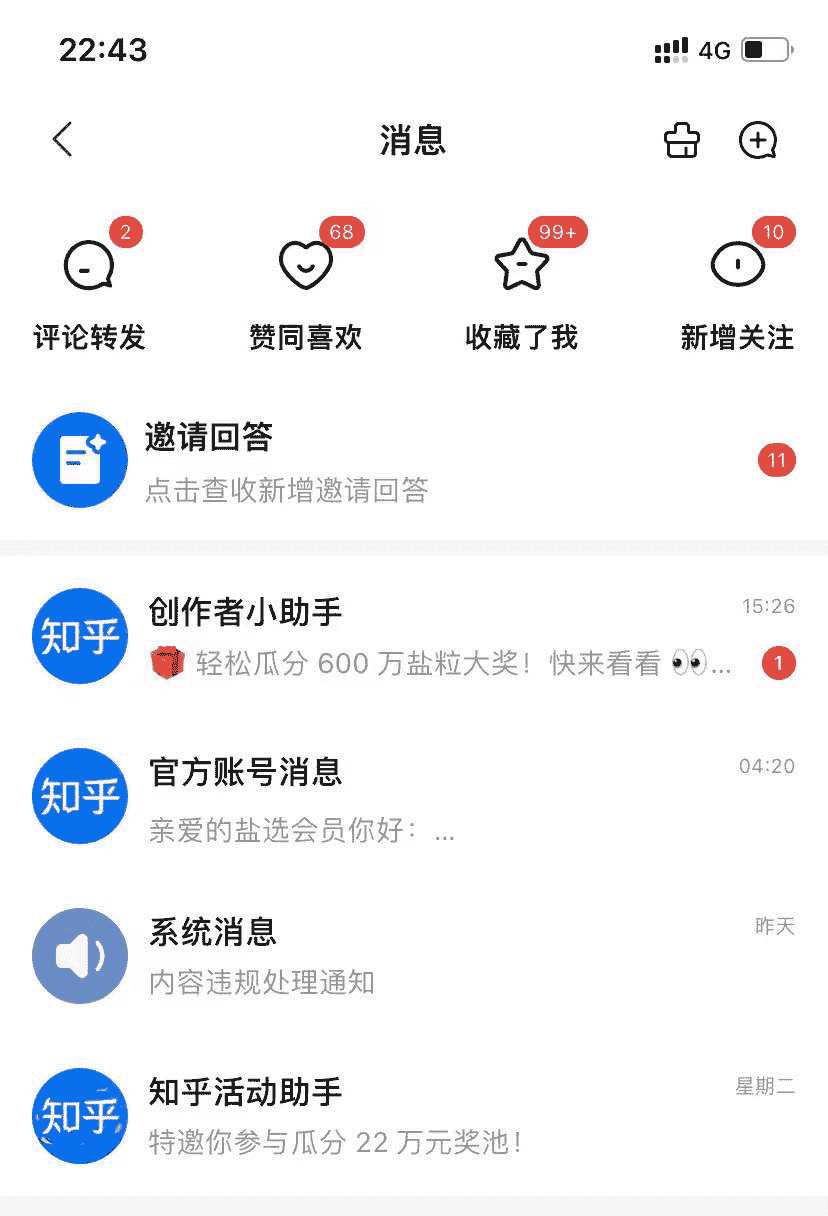 22:43
4G
消息
2
68
99+
10
评论转发
赞同喜欢
收藏了我
新增关注
邀请回答
点击查收新增邀请回答
11
知乎
创作者小助手
15:26
轻松瓜分 600 万盐粒大奖！快来看看 👀...
1
知乎
官方账号消息
04:20
亲爱的盐选会员你好：...
系统消息
昨天
内容违规处理通知
知乎
知乎活动助手
星期二
特邀你参与瓜分 22 万元奖池！